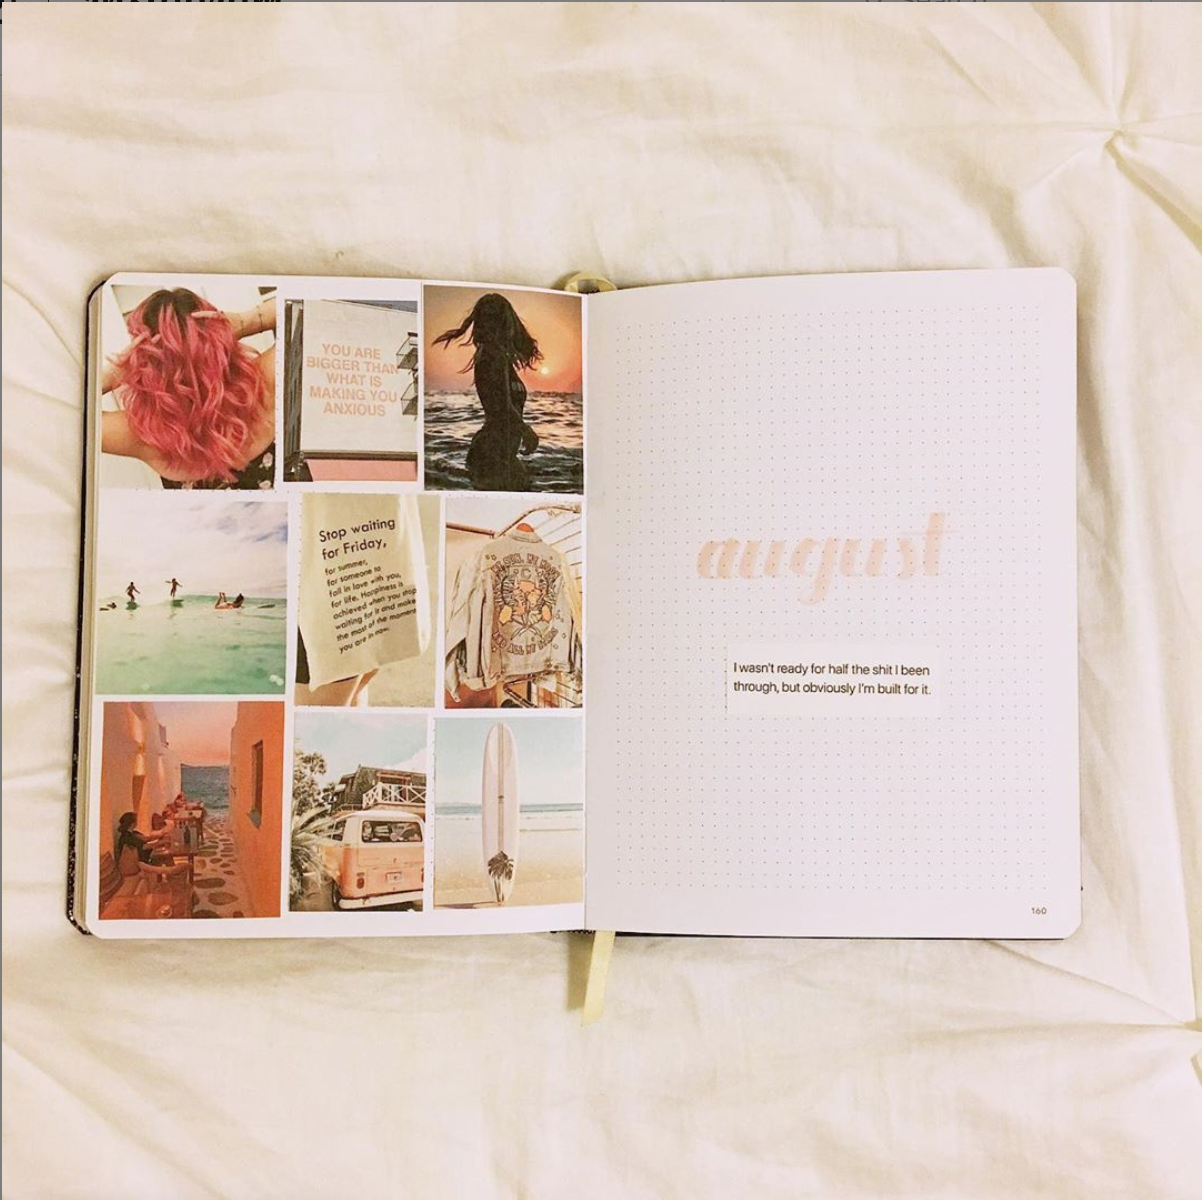 YOU ARE
BIGGER THAN
WHAT IS
MAKING YOU
ANXIOUS
Stop waiting
for Friday,
for summer,
for someone to
fall in love with you,
for life. Happiness is
achieved when you stop
waiting for it and make
the most of the moment
you are in now.
august
I wasn't ready for half the shit I been
through, but obviously I'm built for it.
160